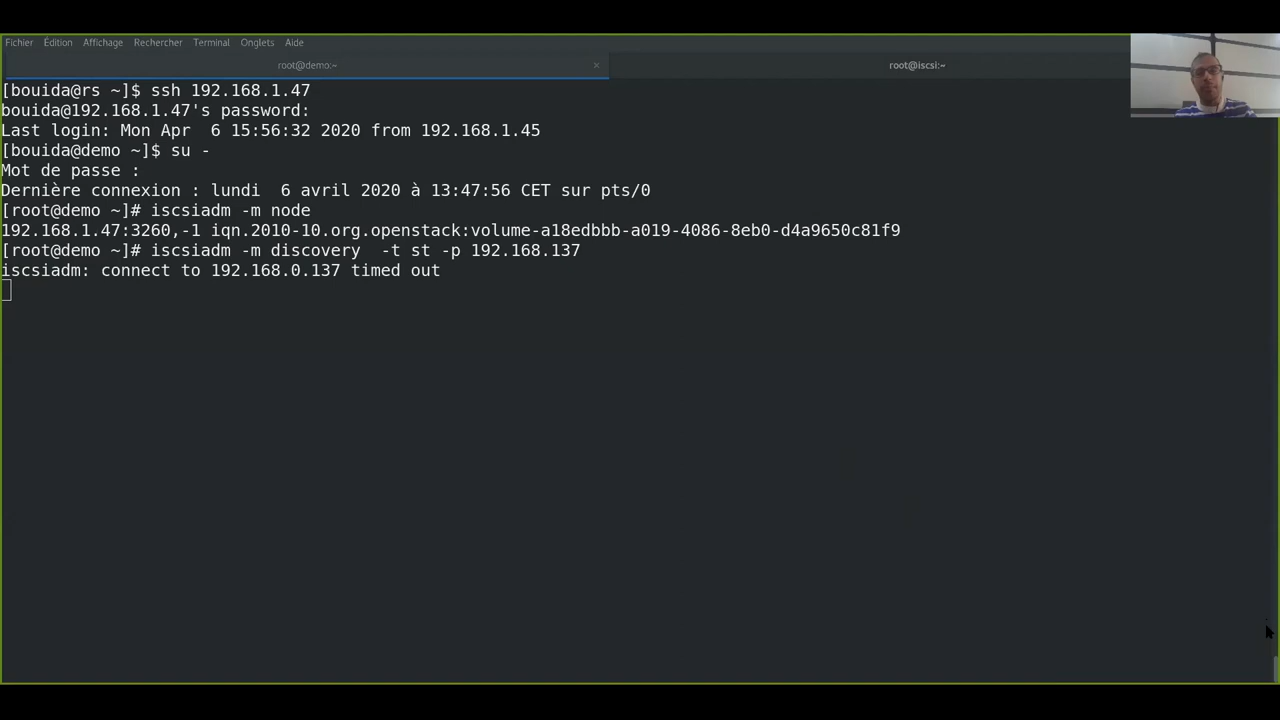 Fichier Édition Affichage Rechercher Terminal Onglets Aide
root@demo:~ × root@iscsi:~
[bouida@rs ~]$ ssh 192.168.1.47
bouida@192.168.1.47's password:
Last login: Mon Apr  6 15:56:32 2020 from 192.168.1.45
[bouida@demo ~]$ su -
Mot de passe :
Dernière connexion : lundi  6 avril 2020 à 13:47:56 CET sur pts/0
[root@demo ~]# iscsiadm -m node
192.168.1.47:3260,-1 iqn.2010-10.org.openstack:volume-a18edbbb-a019-4086-8eb0-d4a9650c81f9
[root@demo ~]# iscsiadm -m discovery  -t st -p 192.168.137
iscsiadm: connect to 192.168.0.137 timed out